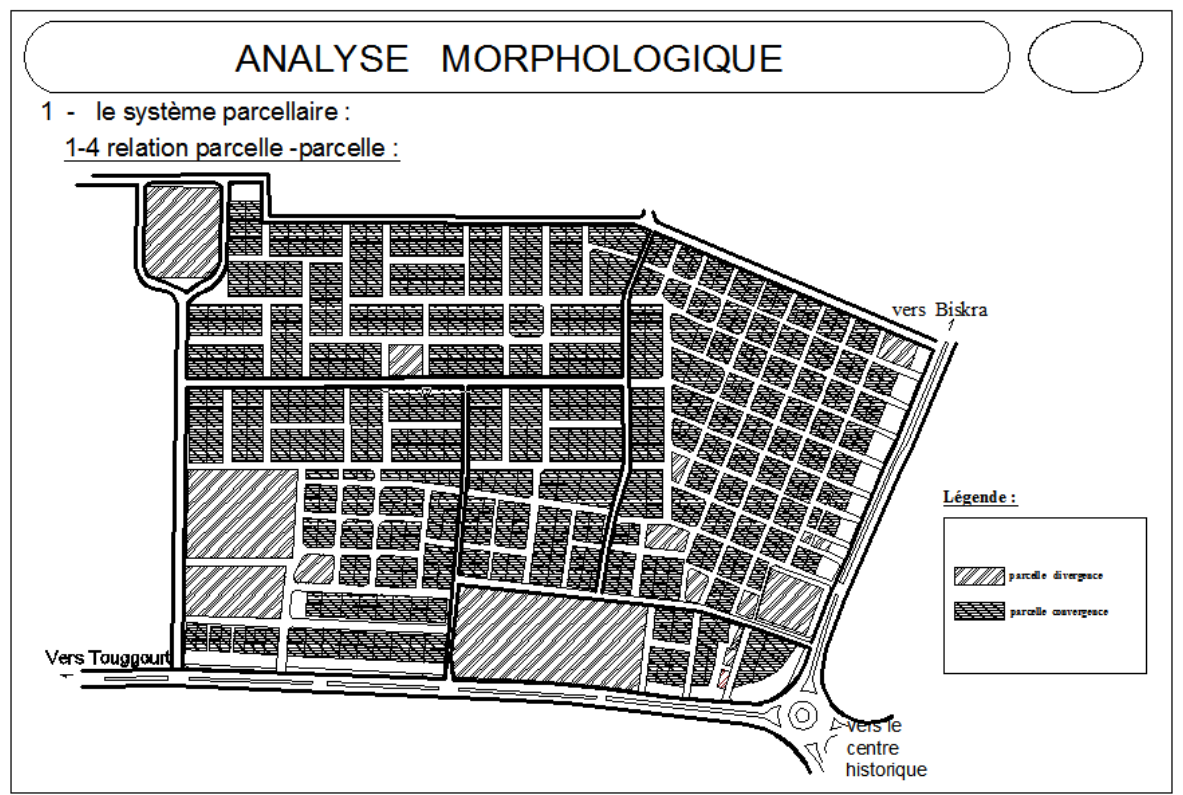 ANALYSE MORPHOLOGIQUE
1 - le système parcellaire :
1-4 relation parcelle -parcelle :
vers Biskra
Légende :
parcelle divergence
parcelle convergence
Vers Touggourt
Vers le
centre
historique